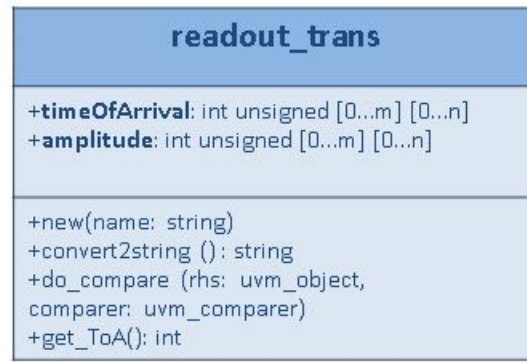 readout_trans
+timeOfArrival: int unsigned [0...m] [0...n]
+amplitude: int unsigned [0...m] [0...n]
+new(name: string)
+convert2string () : string
+do_compare (rhs: uvm_object,
comparer: uvm_comparer)
+get_ToA(): int